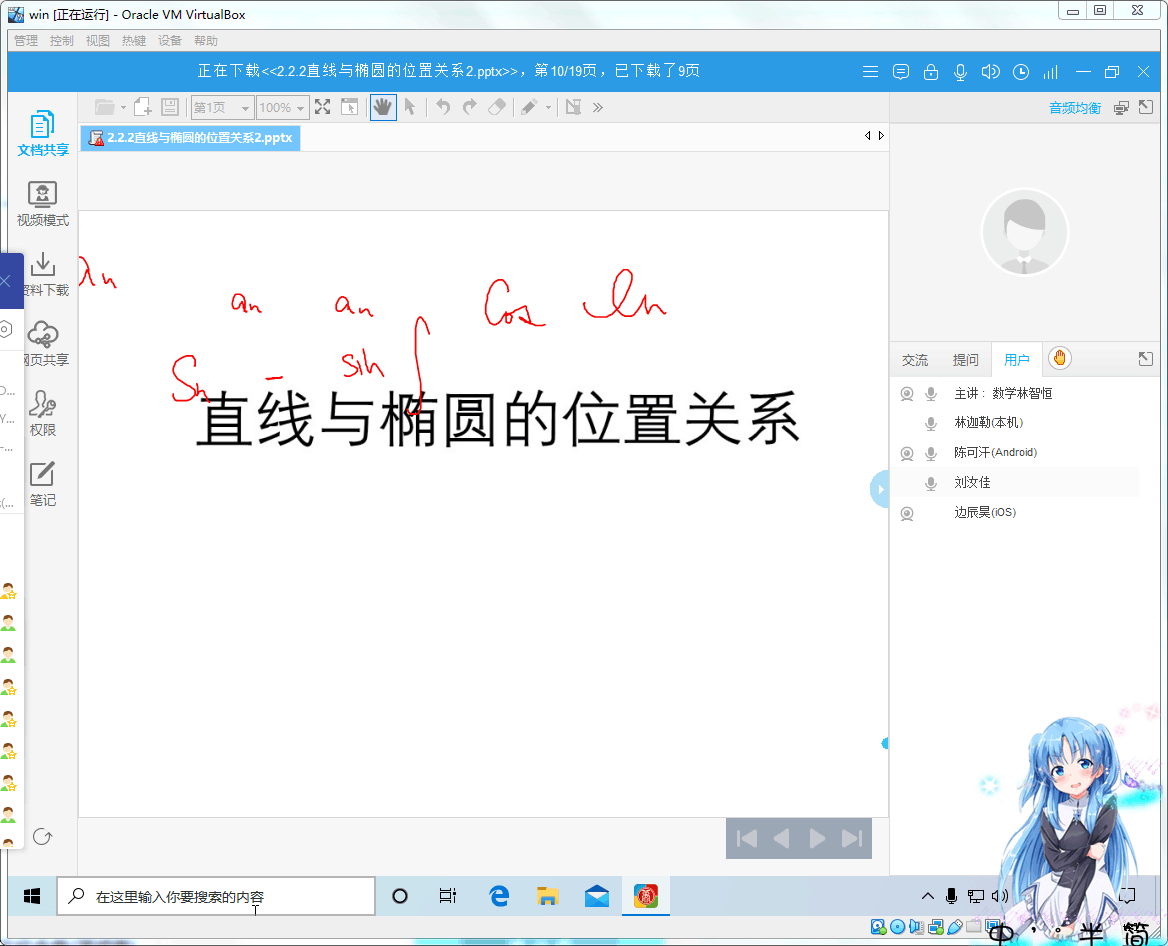 win [正在运行] - Oracle VM VirtualBox
管理 控制 视图 热键 设备 帮助
正在下载<<2.2.2直线与椭圆的位置关系2.pptx>>，第10/19页，已下载了9页
第1页 100%
音频均衡
2.2.2直线与椭圆的位置关系2.pptx
文档共享
视频模式
资料下载
网页共享
权限
笔记
an
an an Cos ln
Sn - sin ∫
直线与椭圆的位置关系
交流 提问 用户
主讲：数学林智恒
林迦勒(本机)
陈可汗(Android)
刘汝佳
边辰昊(iOS)
在这里输入你要搜索的内容
中 半 简